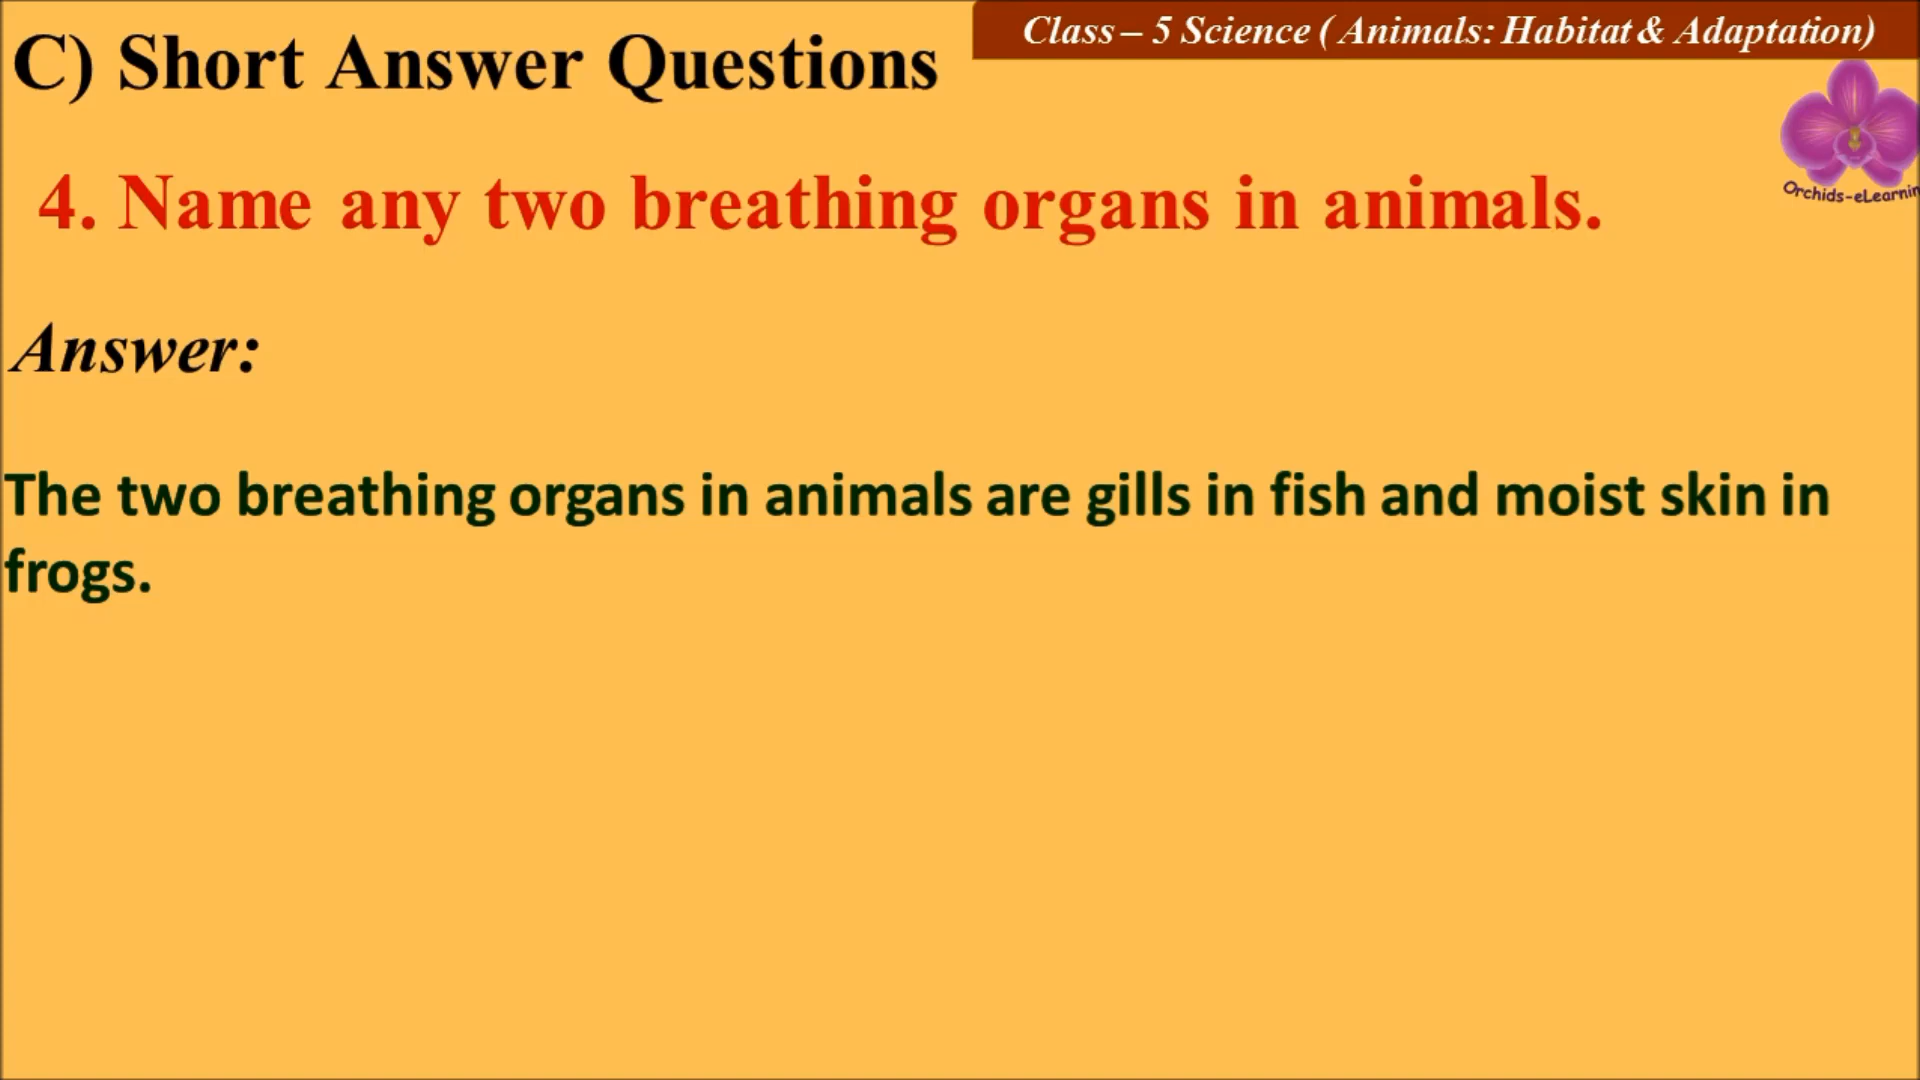 Class – 5 Science ( Animals: Habitat & Adaptation)
C) Short Answer Questions
4. Name any two breathing organs in animals.
Answer:
The two breathing organs in animals are gills in fish and moist skin in
frogs.